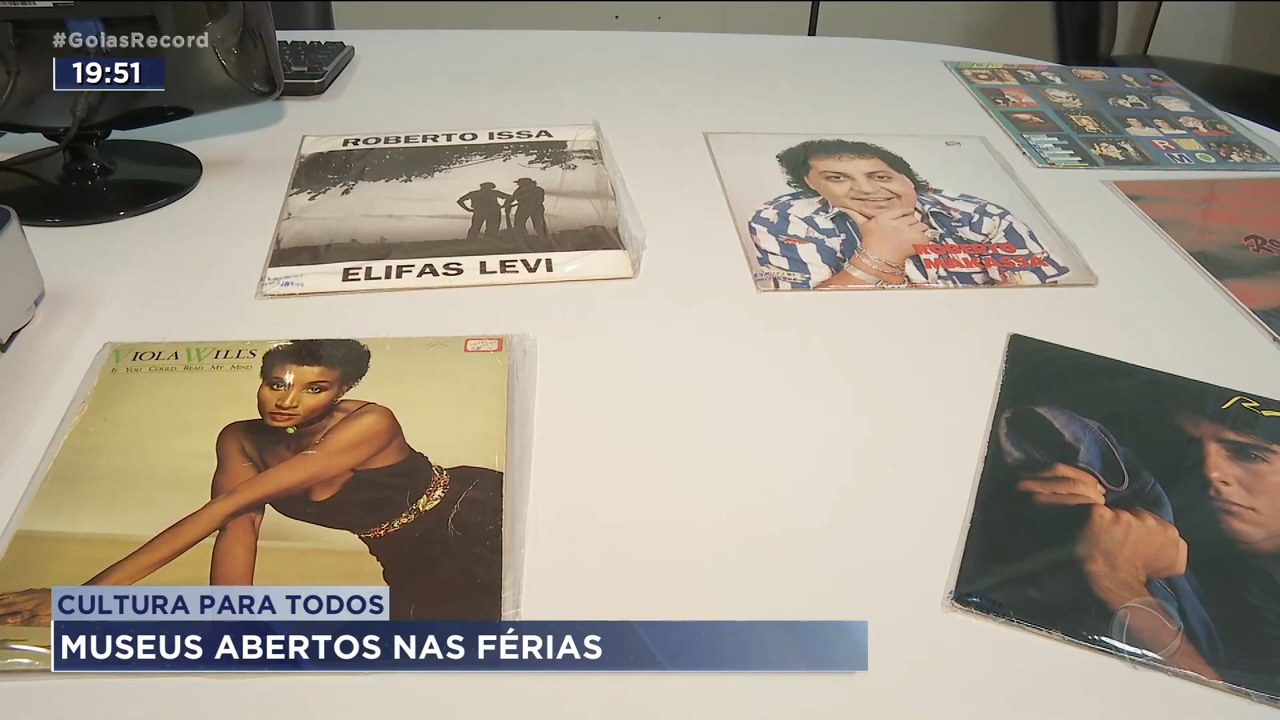 #GoiasRecord
19:51
ROBERTO ISSA
ELIFAS LEVI
ROBERTO
MAKASSA
RUMO
VIOLA WILLS
IF YOU COULD READ MY MIND
CULTURA PARA TODOS
MUSEUS ABERTOS NAS FÉRIAS